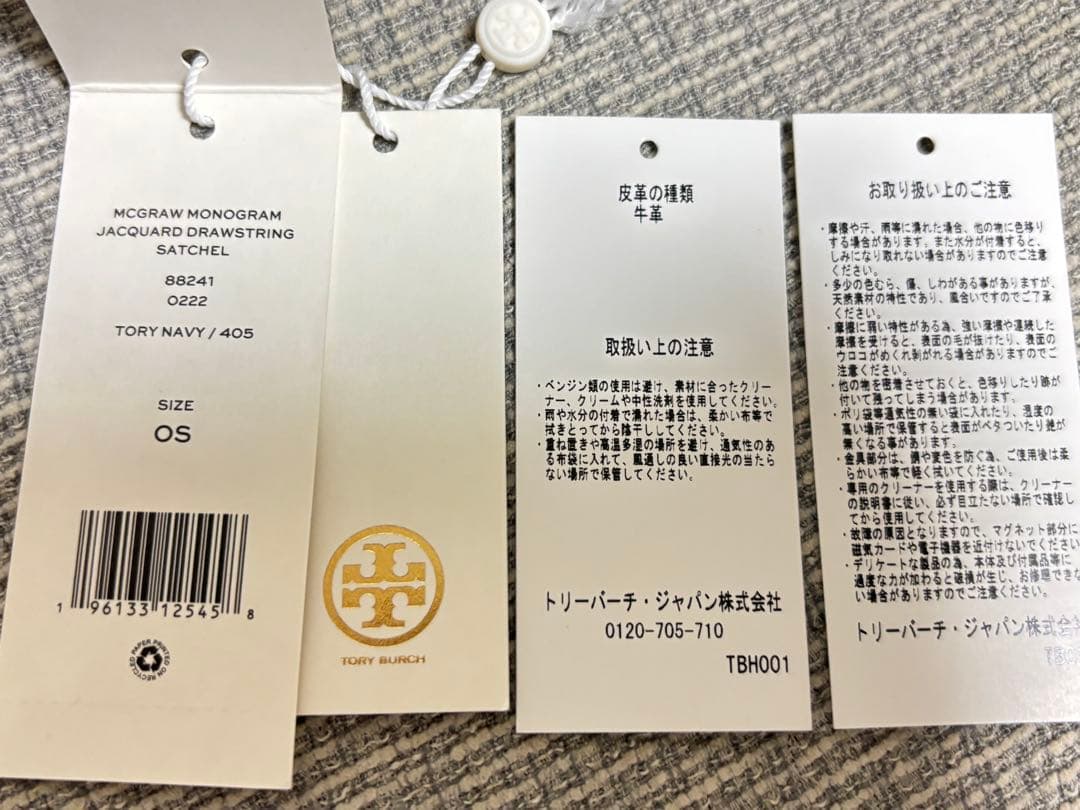 MCGRAW MONOGRAM
JACQUARD DRAWSTRING
SATCHEL
88241
0222
TORY NAVY / 405
SIZE
OS
1 96133 12545 8
PRINTED ON RECYCLED PAPER
TORY BURCH
皮革の種類
牛革
取扱い上の注意
・ベンジン類の使用は避け、素材に合ったクリー
ナー、クリームや中性洗剤を使用してください。
・雨や水分の付着で濡れた場合は、柔かい布等で
拭きとってから陰干ししてください。
・重ね置きや高温多湿の場所を避け、通気性のあ
る布袋に入れて、風通しの良い直接光の当たら
ない場所で保管してください。
トリーバーチ・ジャパン株式会社
0120-705-710
TBH001
お取り扱い上のご注意
・摩擦や汗、雨等に濡れた場合、他の物に色移り
する場合があります。また水分が付着すると、
しみになり取れない場合がありますのでご注意
ください。
・多少の色むら、傷、しわがある事がありますが、
天然素材の特性であり、風合いですのでご了承
ください。
・摩擦に弱い特性がある為、強い摩擦や連続した
摩擦を受けると、表面の毛が抜けたり、表面の
ウロコがめくれ剥がれる場合がありますのでご
注意ください。
・他の物を密着させておくと、色移りしたり跡が
付いて残ってしまう場合があります。
・ポリ袋等通気性の無い袋に入れたり、湿度の
高い場所で保管すると表面がベタついたり艶が
無くなる事があります。
・金具部分は、錆や変色を防ぐ為、ご使用後は柔
らかい布等で軽く拭いてください。
・専用のクリーナーを使用する際は、クリーナー
の説明書に従い、必ず目立たない場所で確認し
てから使用してください。
・故障の原因となりますので、マグネット部分に
磁気カードや電子機器を近付けないでください
・デリケートな製品の為、本体及び付属品等に
過度な力が加わると破損が生じ、お修理できな
い場合がありますのでご注意ください。
トリーバーチ・ジャパン株式会